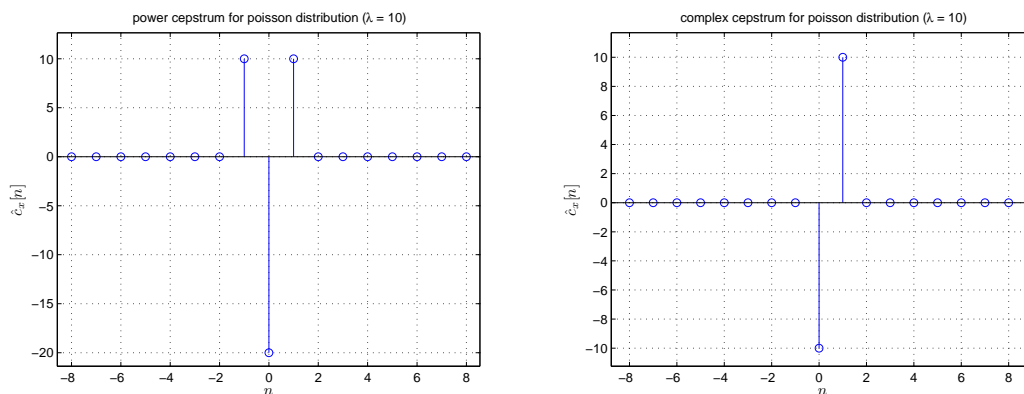 power cepstrum for poisson distribution (λ = 10)
10
5
0
−5
−10
−15
−20
ĉₓ[n]
−8 −6 −4 −2 0 2 4 6 8
n
complex cepstrum for poisson distribution (λ = 10)
10
8
6
4
2
0
−2
−4
−6
−8
−10
ĉₓ[n]
−8 −6 −4 −2 0 2 4 6 8
n